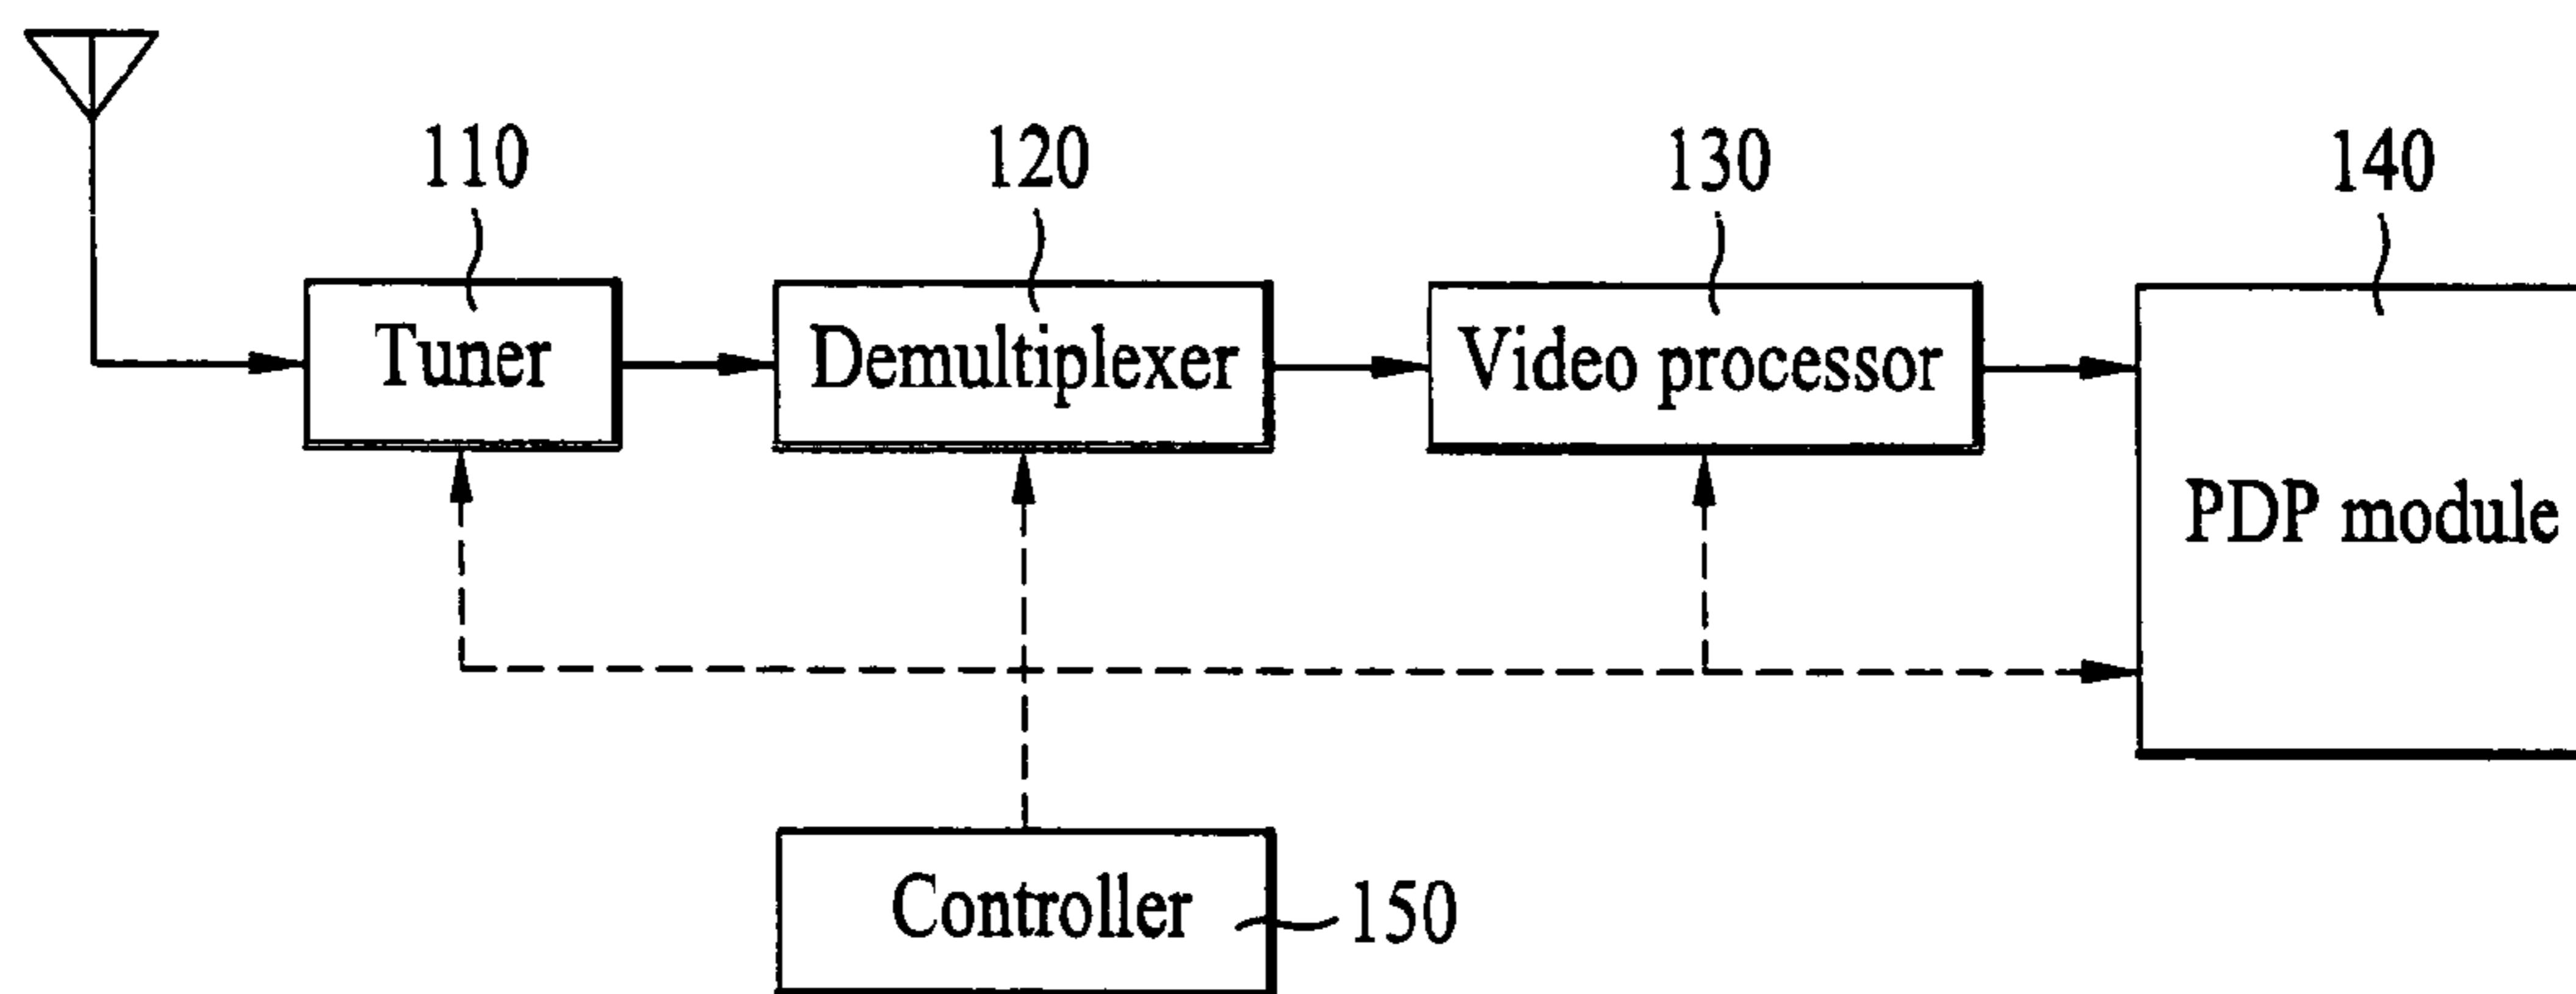 110
120
130
140
Tuner
Demultiplexer
Video processor
PDP module
Controller
150